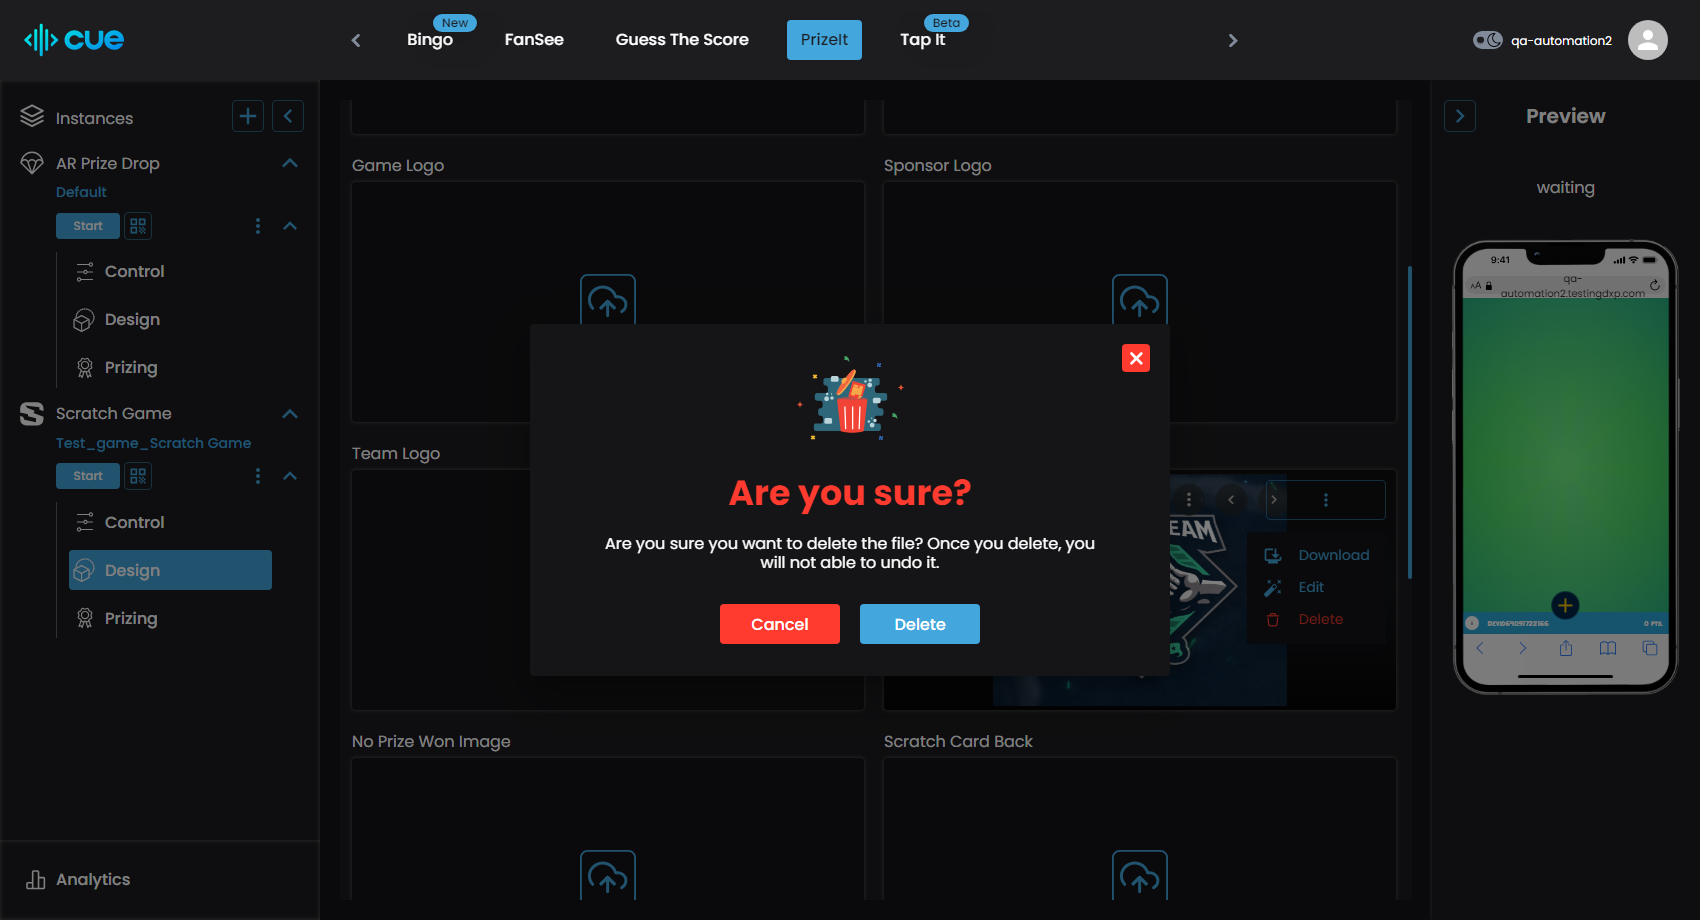 cue
New
Bingo
FanSee
Guess The Score
PrizeIt
Beta
Tap It
qa-automation2
Instances
AR Prize Drop
Default
Start
Control
Design
Prizing
Scratch Game
Test_game_Scratch Game
Start
Control
Design
Prizing
Analytics
Game Logo
Sponsor Logo
Team Logo
EAM
Download
Edit
Delete
No Prize Won Image
Scratch Card Back
Are you sure?
Are you sure you want to delete the file? Once you delete, you
will not able to undo it.
Cancel
Delete
Preview
waiting
9:41
AA
qa-
automation2.testingdxp.com
0 PTS.